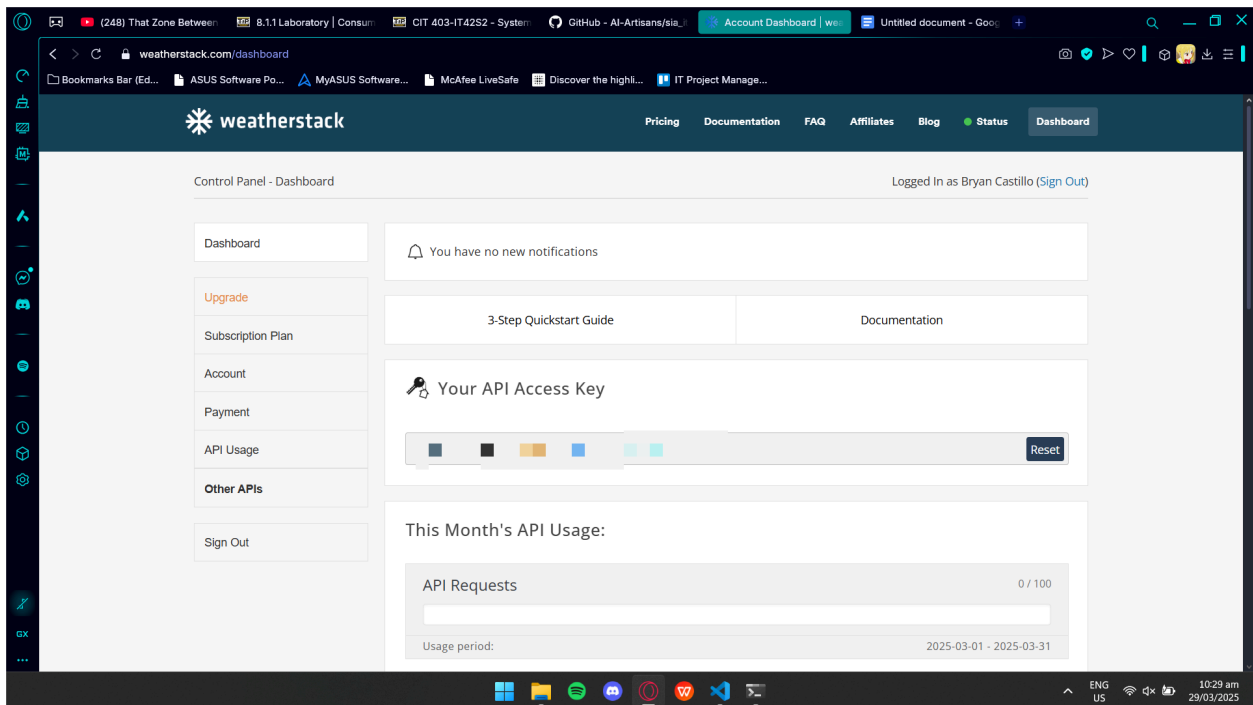 (248) That Zone Between
8.1.1 Laboratory | Consum
CIT 403-IT42S2 - System
GitHub - Al-Artisans/sia_
Account Dashboard | wea
Untitled document - Goog
+
weatherstack.com/dashboard
Bookmarks Bar (Ed...
ASUS Software Po...
MyASUS Software...
McAfee LiveSafe
Discover the highli...
IT Project Manage...
weatherstack
Pricing
Documentation
FAQ
Affiliates
Blog
Status
Dashboard
Control Panel - Dashboard
Logged In as Bryan Castillo (Sign Out)
Dashboard
You have no new notifications
Upgrade
Subscription Plan
Account
Payment
API Usage
Other APIs
Sign Out
3-Step Quickstart Guide
Documentation
Your API Access Key
Reset
This Month's API Usage:
API Requests
0 / 100
Usage period:
2025-03-01 - 2025-03-31
GX
ENG
US
10:29 am
29/03/2025